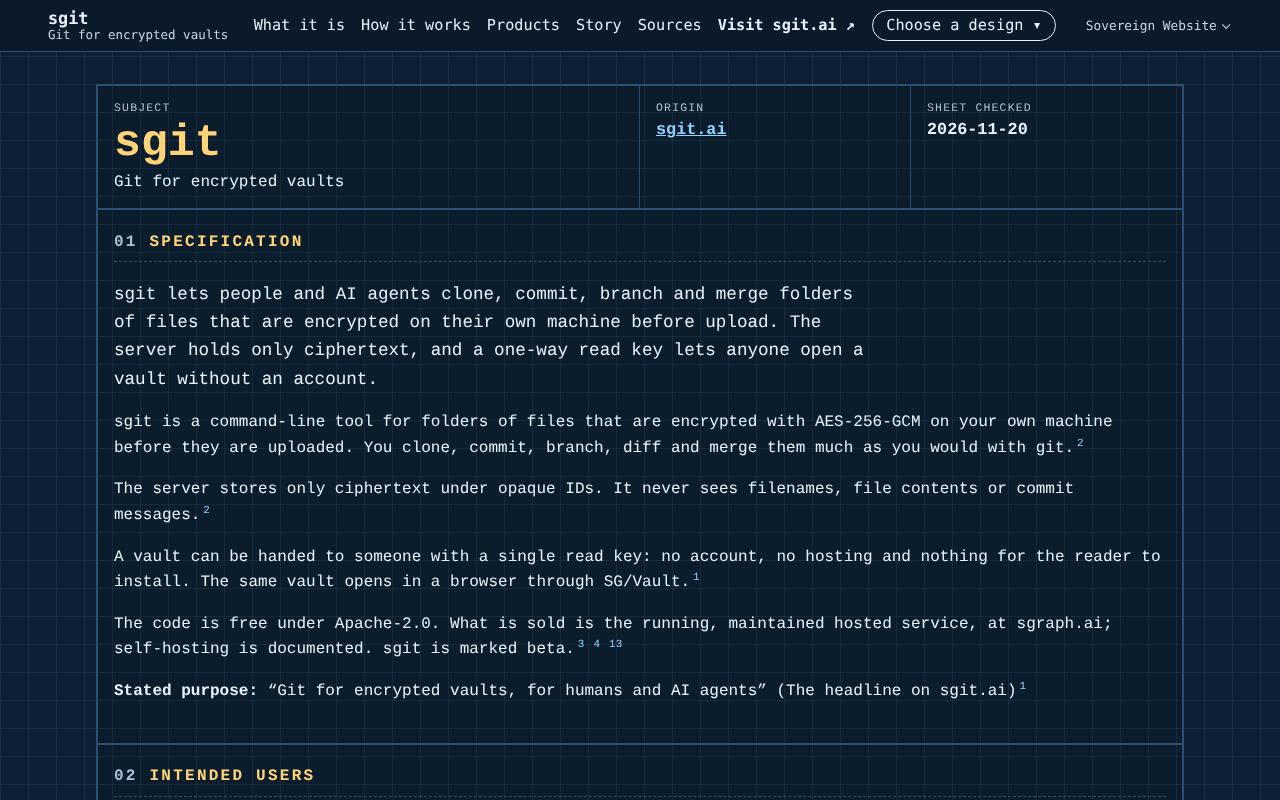 sgit
Git for encrypted vaults
What it is How it works Products Story Sources Visit sgit.ai ↗ Choose a design ▾ Sovereign Website
SUBJECT
sgit
Git for encrypted vaults
ORIGIN
sgit.ai
SHEET CHECKED
2026-11-20
01 SPECIFICATION
sgit lets people and AI agents clone, commit, branch and merge folders
of files that are encrypted on their own machine before upload. The
server holds only ciphertext, and a one-way read key lets anyone open a
vault without an account.
sgit is a command-line tool for folders of files that are encrypted with AES-256-GCM on your own machine
before they are uploaded. You clone, commit, branch, diff and merge them much as you would with git. 2
The server stores only ciphertext under opaque IDs. It never sees filenames, file contents or commit
messages. 2
A vault can be handed to someone with a single read key: no account, no hosting and nothing for the reader to
install. The same vault opens in a browser through SG/Vault. 1
The code is free under Apache-2.0. What is sold is the running, maintained hosted service, at sgraph.ai;
self-hosting is documented. sgit is marked beta. 3 4 13
Stated purpose: “Git for encrypted vaults, for humans and AI agents” (The headline on sgit.ai) 1
02 INTENDED USERS